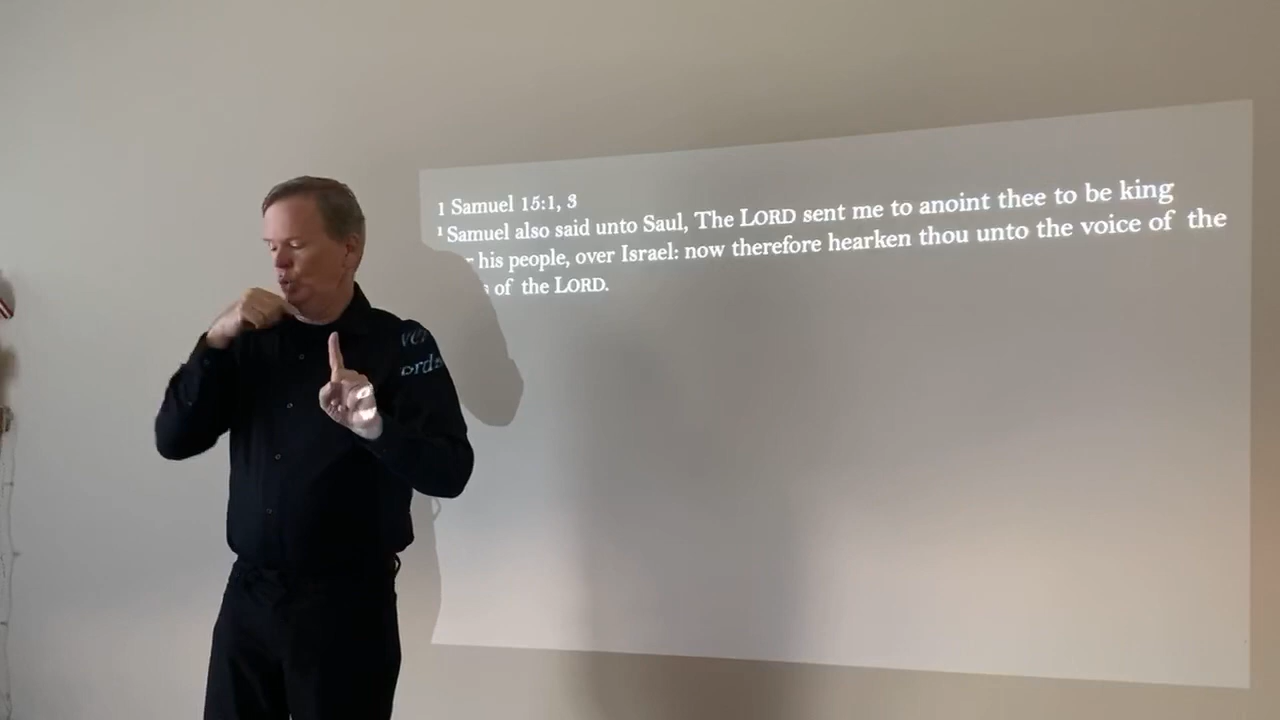 1 Samuel 15:1, 3
¹ Samuel also said unto Saul, The LORD sent me to anoint thee to be king
his people, over Israel: now therefore hearken thou unto the voice of the
of the LORD.